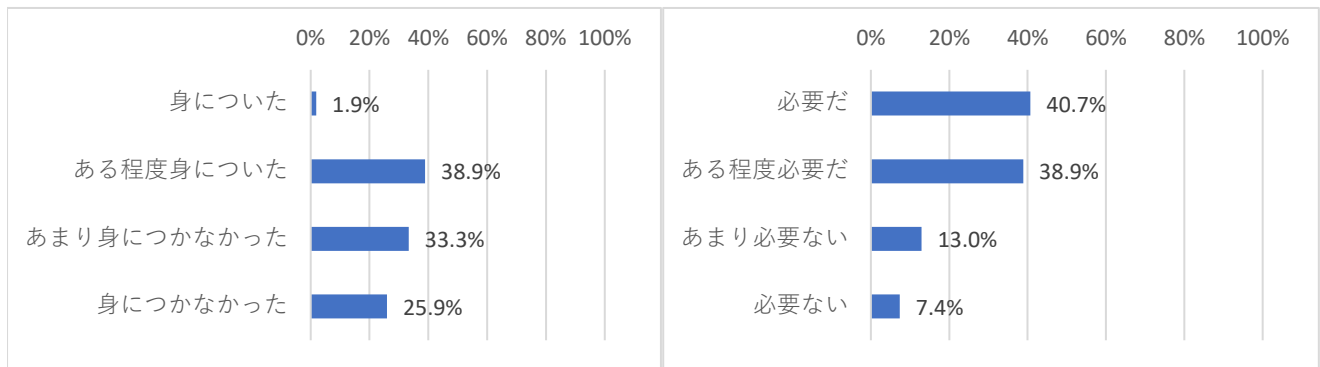 0% 20% 40% 60% 80% 100%
身についた 1.9%
ある程度身についた 38.9%
あまり身につかなかった 33.3%
身につかなかった 25.9%
0% 20% 40% 60% 80% 100%
必要だ 40.7%
ある程度必要だ 38.9%
あまり必要ない 13.0%
必要ない 7.4%